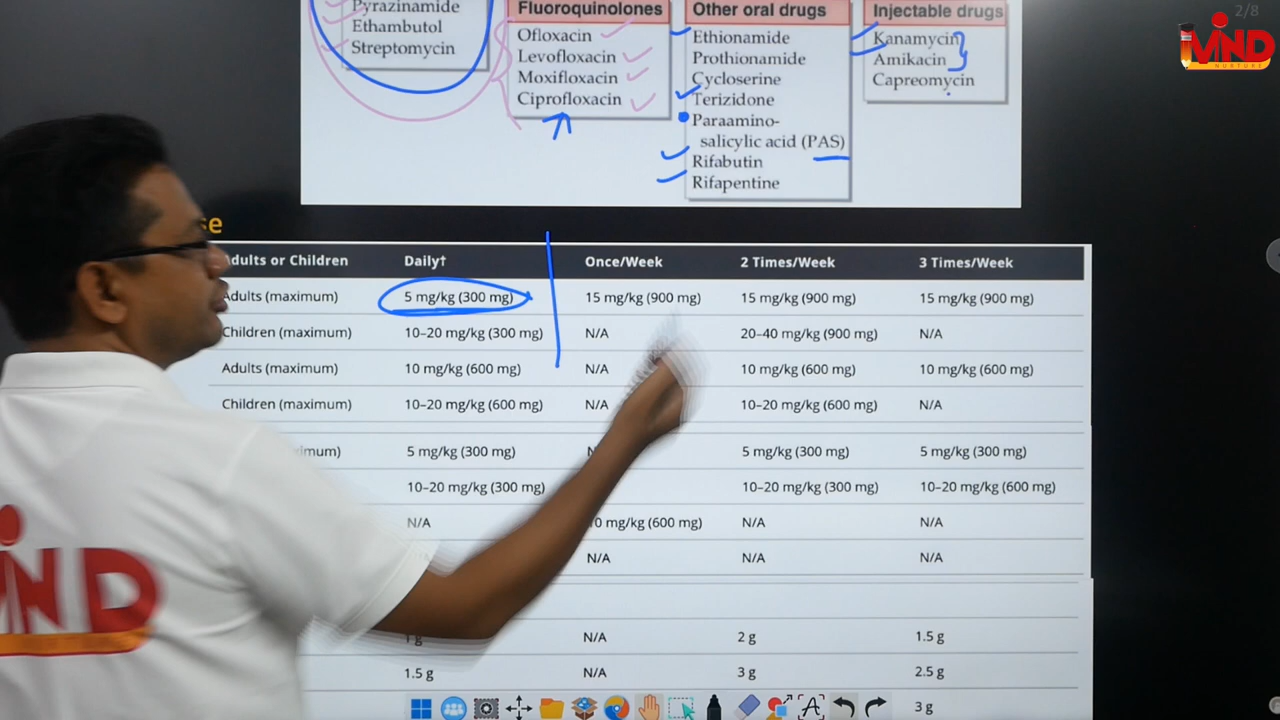 2/8
MIND
NURTURE
Pyrazinamide
Ethambutol
Streptomycin
Fluoroquinolones
Ofloxacin
Levofloxacin
Moxifloxacin
Ciprofloxacin
Other oral drugs
Ethionamide
Prothionamide
Cycloserine
Terizidone
Paraamino-
salicylic acid (PAS)
Rifabutin
Rifapentine
Injectable drugs
Kanamycin
Amikacin
Capreomycin
se
Adults or Children Daily† Once/Week 2 Times/Week 3 Times/Week
Adults (maximum) 5 mg/kg (300 mg) 15 mg/kg (900 mg) 15 mg/kg (900 mg) 15 mg/kg (900 mg)
Children (maximum) 10–20 mg/kg (300 mg) N/A 20–40 mg/kg (900 mg) N/A
Adults (maximum) 10 mg/kg (600 mg) N/A 10 mg/kg (600 mg) 10 mg/kg (600 mg)
Children (maximum) 10–20 mg/kg (600 mg) N/A 10–20 mg/kg (600 mg) N/A
imum) 5 mg/kg (300 mg) 5 mg/kg (300 mg) 5 mg/kg (300 mg)
10–20 mg/kg (300 mg) 10–20 mg/kg (300 mg) 10–20 mg/kg (600 mg)
N/A 0 mg/kg (600 mg) N/A N/A
N/A N/A N/A
1 g N/A 2 g 1.5 g
1.5 g N/A 3 g 2.5 g
3 g
MIND